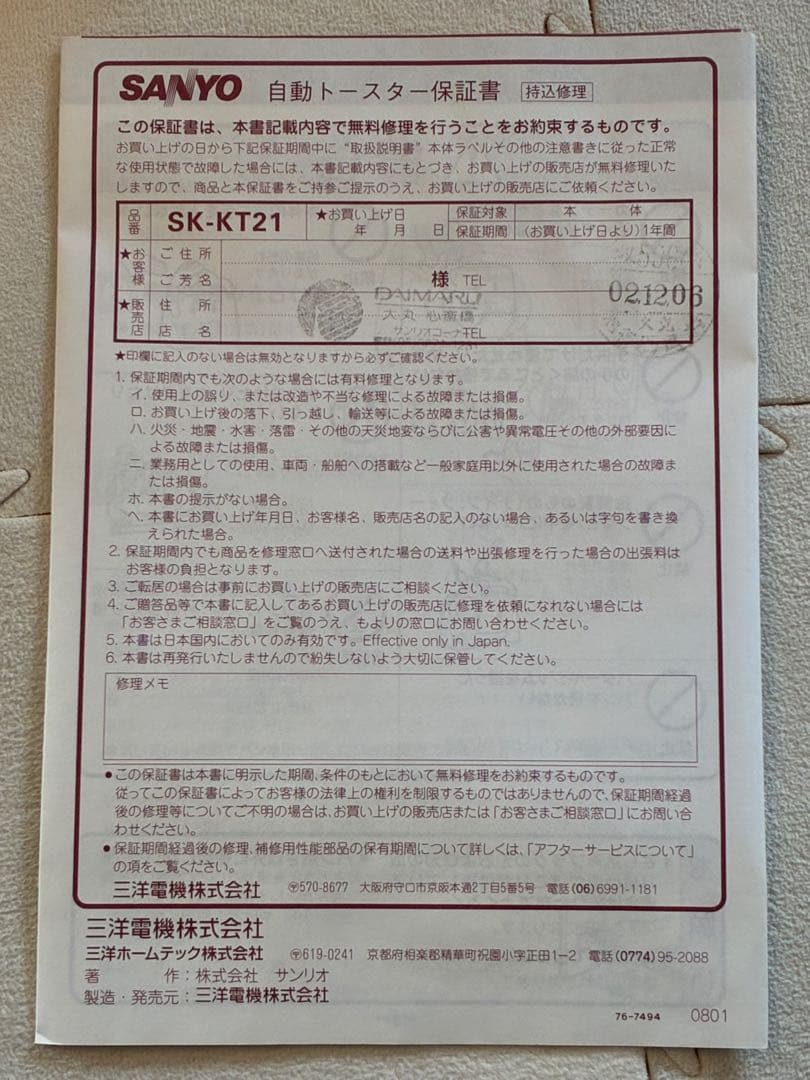 SANYO 自動トースター保証書 持込修理
この保証書は、本書記載内容で無料修理を行うことをお約束するものです。
お買い上げの日から下記保証期間中に“取扱説明書”本体ラベルその他の注意書きに従った正常
な使用状態で故障した場合には、本書記載内容にもとづき、お買い上げの販売店が無料修理いた
しますので、商品と本保証書をご持参ご提示のうえ、お買い上げの販売店にご依頼ください。
品番 SK-KT21 ★お買い上げ日 年 月 日 保証対象 本体
保証期間 (お買い上げ日より)1年間
★お客様 ご住所
ご芳名 様 TEL
★販売店 住所
店名 TEL
DAIMARU
大丸 心斎橋
サンリオコーナー
02.12.06
★印欄に記入のない場合は無効となりますから必ずご確認ください。
1. 保証期間内でも次のような場合には有料修理となります。
イ. 使用上の誤り、または改造や不当な修理による故障または損傷。
ロ. お買い上げ後の落下、引っ越し、輸送等による故障または損傷。
ハ. 火災・地震・水害・落雷・その他の天災地変ならびに公害や異常電圧その他の外部要因に
よる故障または損傷。
ニ. 業務用としての使用、車両・船舶への搭載など一般家庭用以外に使用された場合の故障ま
たは損傷。
ホ. 本書の提示がない場合。
ヘ. 本書にお買い上げ年月日、お客様名、販売店名の記入のない場合、あるいは字句を書き換
えられた場合。
2. 保証期間内でも商品を修理窓口へ送付された場合の送料や出張修理を行った場合の出張料は
お客様の負担となります。
3. ご転居の場合は事前にお買い上げの販売店にご相談ください。
4. ご贈答品等で本書に記入してあるお買い上げの販売店に修理を依頼になれない場合には
「お客さまご相談窓口」をご覧のうえ、もよりの窓口にお問い合わせください。
5. 本書は日本国内においてのみ有効です。Effective only in Japan.
6. 本書は再発行いたしませんので紛失しないよう大切に保管してください。
修理メモ
●この保証書は本書に明示した期間、条件のもとにおいて無料修理をお約束するものです。
従ってこの保証書によってお客様の法律上の権利を制限するものではありませんので、保証期間経過
後の修理等についてご不明の場合は、お買い上げの販売店または「お客さまご相談窓口」にお問い合
わせください。
●保証期間経過後の修理、補修用性能部品の保有期間について詳しくは、「アフターサービスについて」
の項をご覧ください。
三洋電機株式会社 〒570-8677 大阪府守口市京阪本通2丁目5番5号 電話(06)6991-1181
三洋電機株式会社
三洋ホームテック株式会社 〒619-0241 京都府相楽郡精華町祝園小字正田1-2 電話(0774)95-2088
著作：株式会社 サンリオ
製造・発売元：三洋電機株式会社
76-7494 0801